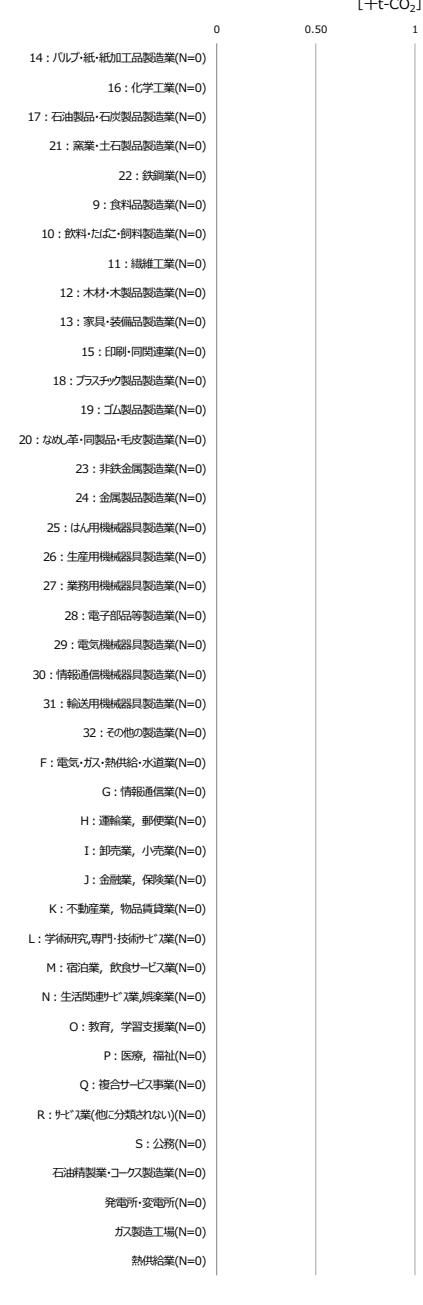 [千t-CO₂]
0 0.50 1
14：パルプ・紙・紙加工品製造業(N=0)
16：化学工業(N=0)
17：石油製品・石炭製品製造業(N=0)
21：窯業・土石製品製造業(N=0)
22：鉄鋼業(N=0)
9：食料品製造業(N=0)
10：飲料・たばこ・飼料製造業(N=0)
11：繊維工業(N=0)
12：木材・木製品製造業(N=0)
13：家具・装備品製造業(N=0)
15：印刷・同関連業(N=0)
18：プラスチック製品製造業(N=0)
19：ゴム製品製造業(N=0)
20：なめし革・同製品・毛皮製造業(N=0)
23：非鉄金属製造業(N=0)
24：金属製品製造業(N=0)
25：はん用機械器具製造業(N=0)
26：生産用機械器具製造業(N=0)
27：業務用機械器具製造業(N=0)
28：電子部品等製造業(N=0)
29：電気機械器具製造業(N=0)
30：情報通信機械器具製造業(N=0)
31：輸送用機械器具製造業(N=0)
32：その他の製造業(N=0)
F：電気・ガス・熱供給・水道業(N=0)
G：情報通信業(N=0)
H：運輸業，郵便業(N=0)
I：卸売業，小売業(N=0)
J：金融業，保険業(N=0)
K：不動産業，物品賃貸業(N=0)
L：学術研究,専門・技術ｻｰﾋﾞｽ業(N=0)
M：宿泊業，飲食サービス業(N=0)
N：生活関連ｻｰﾋﾞｽ業,娯楽業(N=0)
O：教育，学習支援業(N=0)
P：医療，福祉(N=0)
Q：複合サービス事業(N=0)
R：ｻｰﾋﾞｽ業(他に分類されない)(N=0)
S：公務(N=0)
石油精製業・コークス製造業(N=0)
発電所・変電所(N=0)
ガス製造工場(N=0)
熱供給業(N=0)